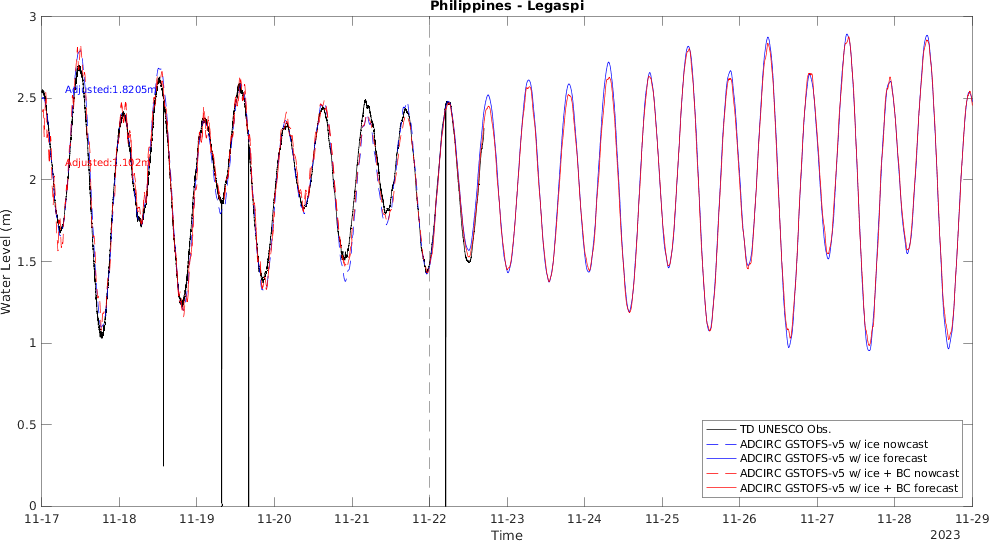 Philippines - Legaspi
3
2.5
2
1.5
1
0.5
0
Water Level (m)
Adjusted:1.8205m
Adjusted:1.102m
TD UNESCO Obs.
ADCIRC GSTOFS-v5 w/ ice nowcast
ADCIRC GSTOFS-v5 w/ ice forecast
ADCIRC GSTOFS-v5 w/ ice + BC nowcast
ADCIRC GSTOFS-v5 w/ ice + BC forecast
11-17 11-18 11-19 11-20 11-21 11-22 11-23 11-24 11-25 11-26 11-27 11-28 11-29
Time
2023